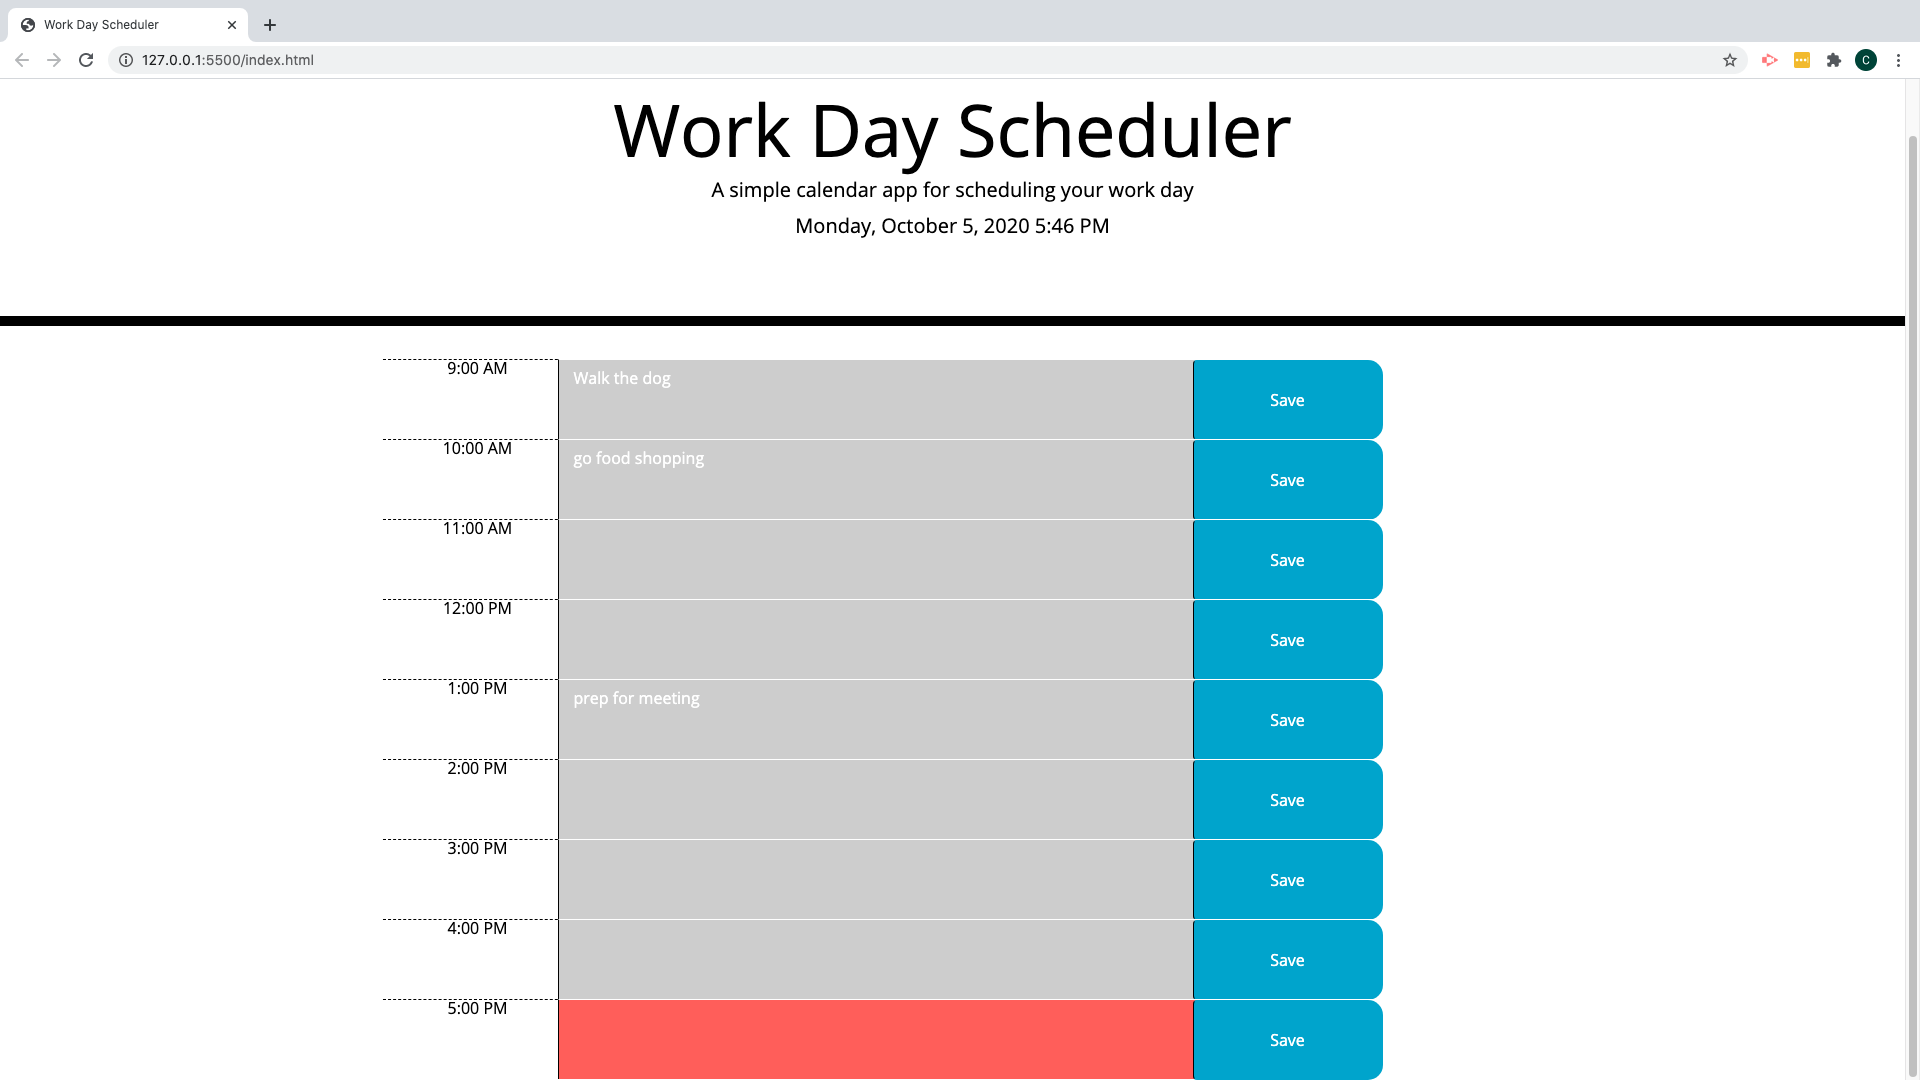 Work Day Scheduler
127.0.0.1:5500/index.html
C
Work Day Scheduler
A simple calendar app for scheduling your work day
Monday, October 5, 2020 5:46 PM
9:00 AM Walk the dog Save
10:00 AM go food shopping Save
11:00 AM Save
12:00 PM Save
1:00 PM prep for meeting Save
2:00 PM Save
3:00 PM Save
4:00 PM Save
5:00 PM Save